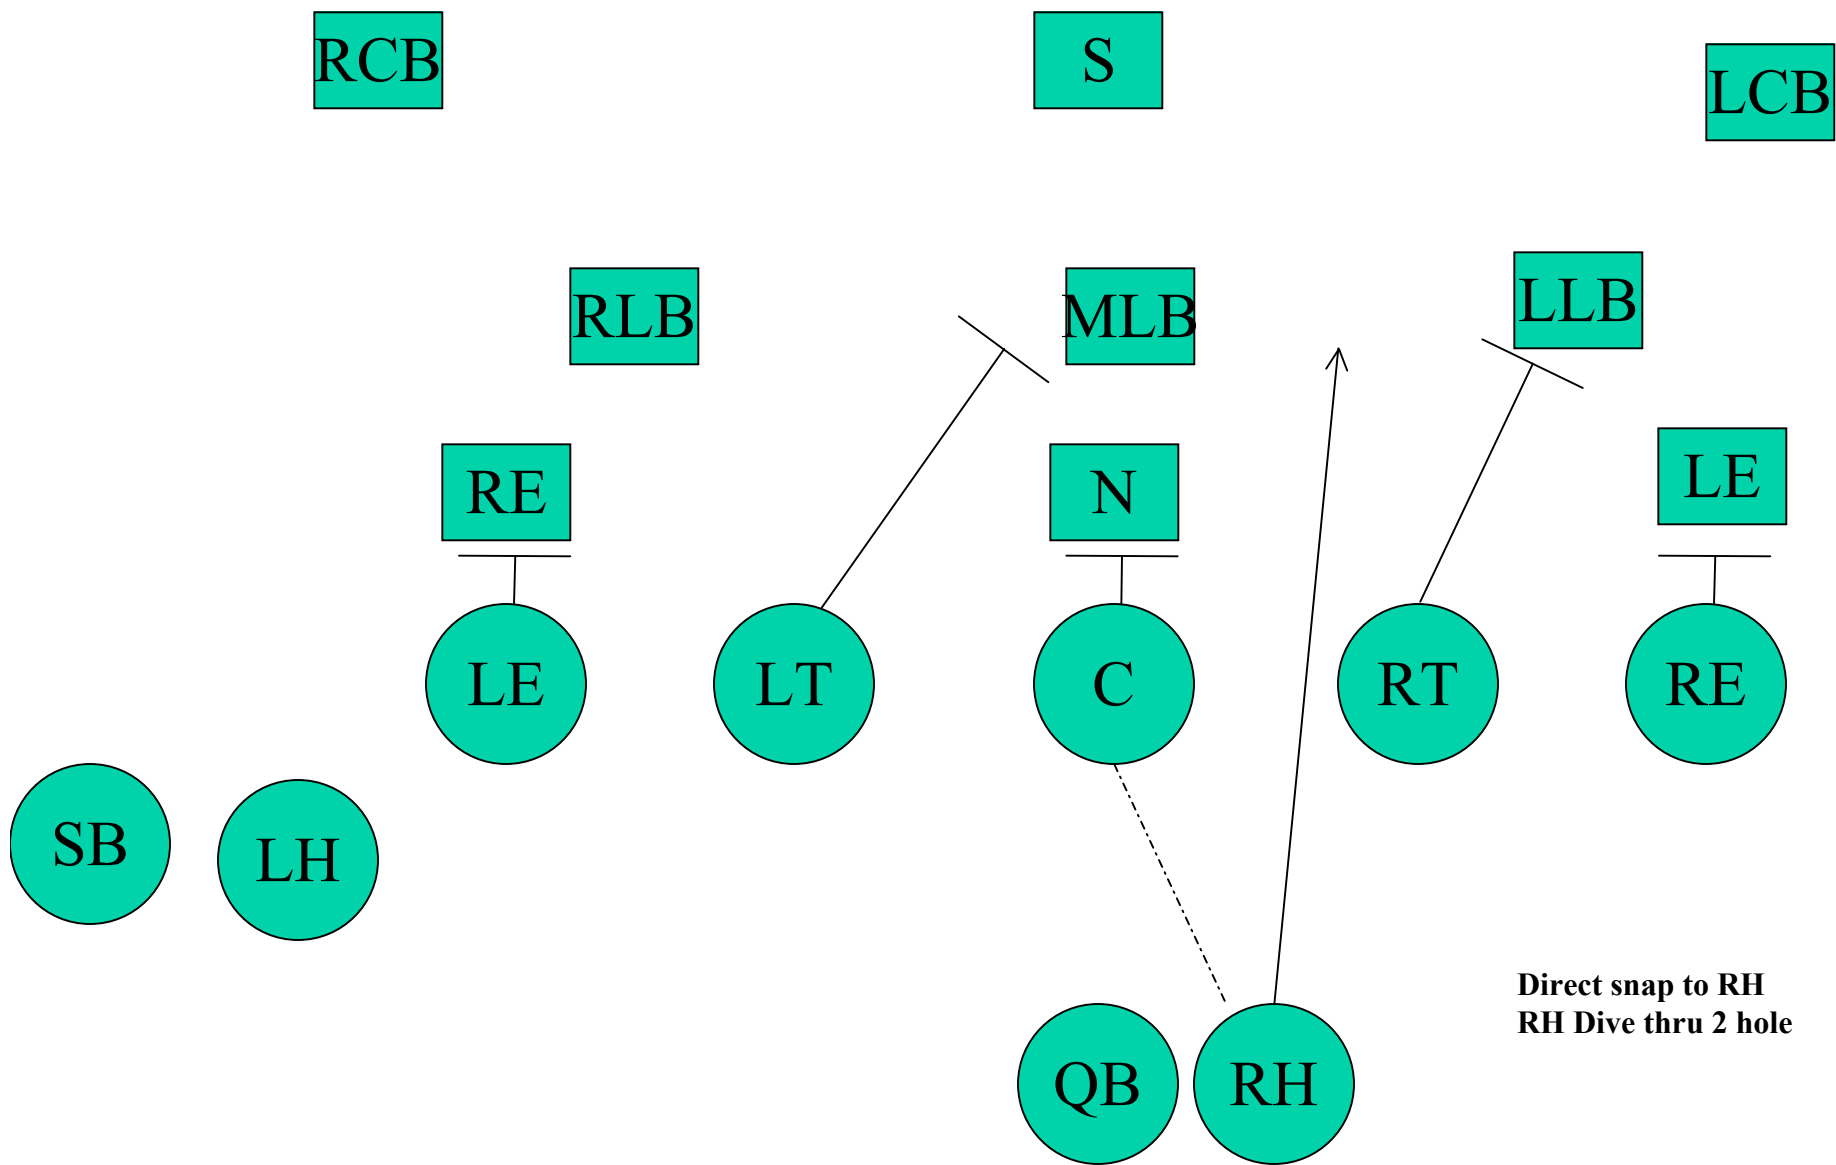 RCB
S
LCB
RLB
MLB
LLB
RE
N
LE
LE
LT
C
RT
RE
SB
LH
Direct snap to RH
RH Dive thru 2 hole
QB
RH